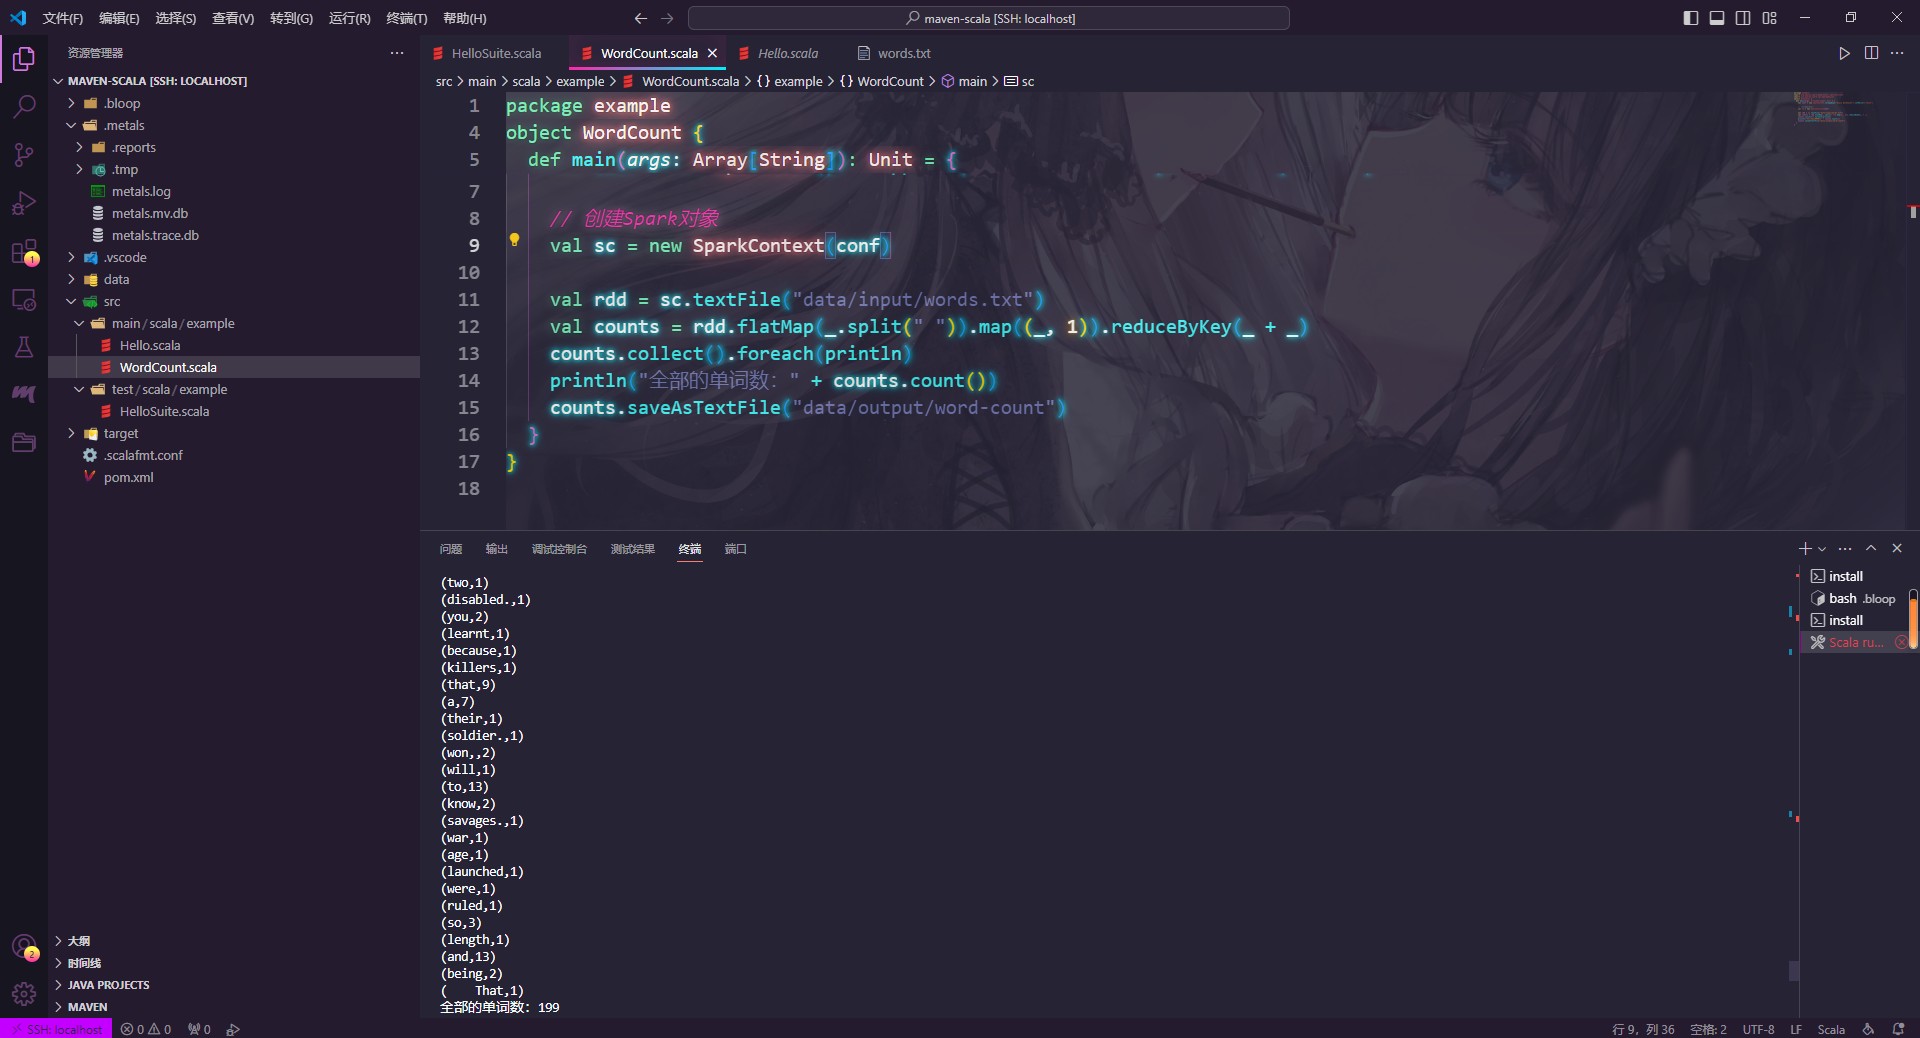 文件(F) 编辑(E) 选择(S) 查看(V) 转到(G) 运行(R) 终端(T) 帮助(H)
maven-scala [SSH: localhost]
资源管理器
MAVEN-SCALA [SSH: LOCALHOST]
.bloop
.metals
.reports
.tmp
metals.log
metals.mv.db
metals.trace.db
.vscode
data
src
main/scala/example
Hello.scala
WordCount.scala
test/scala/example
HelloSuite.scala
target
.scalafmt.conf
pom.xml
大纲
时间线
JAVA PROJECTS
MAVEN
1
2
HelloSuite.scala WordCount.scala Hello.scala words.txt
src > main > scala > example > WordCount.scala > {} example > {} WordCount > main > sc
1 package example
4 object WordCount {
5 def main(args: Array[String]): Unit = {
7
8 // 创建Spark对象
9 val sc = new SparkContext(conf)
10
11 val rdd = sc.textFile("data/input/words.txt")
12 val counts = rdd.flatMap(_.split(" ")).map((_, 1)).reduceByKey(_ + _)
13 counts.collect().foreach(println)
14 println("全部的单词数: " + counts.count())
15 counts.saveAsTextFile("data/output/word-count")
16 }
17 }
18
问题 输出 调试控制台 测试结果 终端 端口
(two,1)
(disabled.,1)
(you,2)
(learnt,1)
(because,1)
(killers,1)
(that,9)
(a,7)
(their,1)
(soldier.,1)
(won,,2)
(will,1)
(to,13)
(know,2)
(savages.,1)
(war,1)
(age,1)
(launched,1)
(were,1)
(ruled,1)
(so,3)
(length,1)
(and,13)
(being,2)
(    That,1)
全部的单词数: 199
install
bash .bloop
install
Scala ru...
SSH: localhost 0 0 0
行 9, 列 36 空格: 2 UTF-8 LF Scala